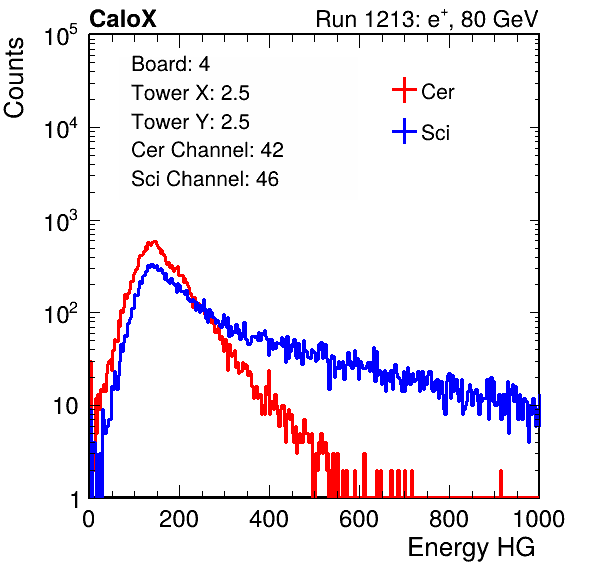 CaloX Run 1213: e⁺, 80 GeV
Counts
10⁵
10⁴
10³
10²
10
1
Board: 4
Tower X: 2.5
Tower Y: 2.5
Cer Channel: 42
Sci Channel: 46
Cer
Sci
0 200 400 600 800 1000
Energy HG